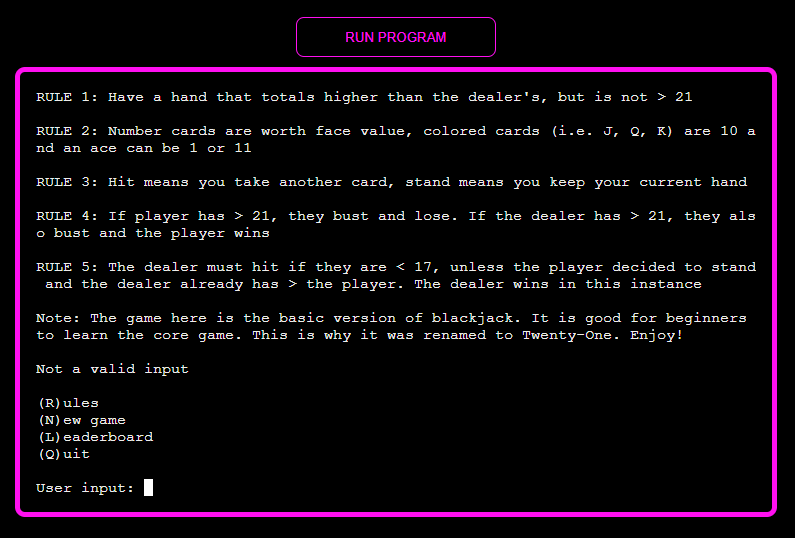 RUN PROGRAM
RULE 1: Have a hand that totals higher than the dealer's, but is not > 21
RULE 2: Number cards are worth face value, colored cards (i.e. J, Q, K) are 10 a
nd an ace can be 1 or 11
RULE 3: Hit means you take another card, stand means you keep your current hand
RULE 4: If player has > 21, they bust and lose. If the dealer has > 21, they als
o bust and the player wins
RULE 5: The dealer must hit if they are < 17, unless the player decided to stand
and the dealer already has > the player. The dealer wins in this instance
Note: The game here is the basic version of blackjack. It is good for beginners
to learn the core game. This is why it was renamed to Twenty-One. Enjoy!
Not a valid input
(R)ules
(N)ew game
(L)eaderboard
(Q)uit
User input: